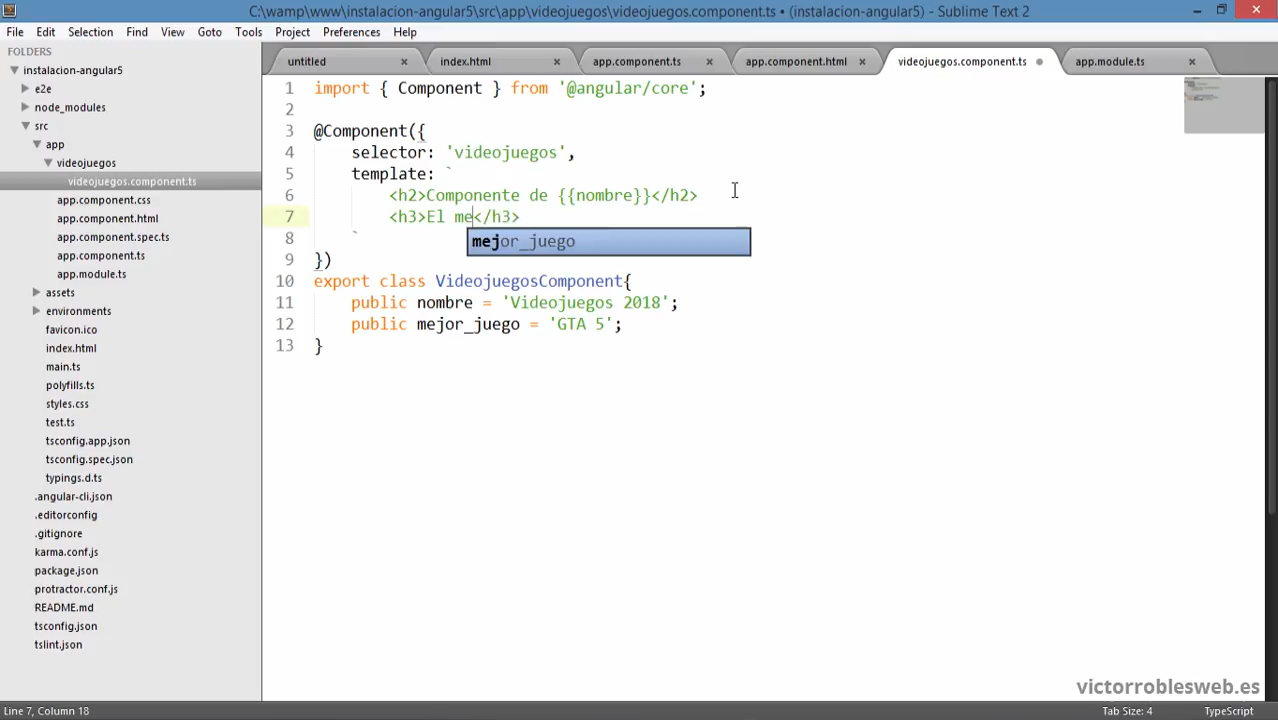 C:\wamp\www\instalacion-angular5\src\app\videojuegos\videojuegos.component.ts • (instalacion-angular5) - Sublime Text 2
File Edit Selection Find View Goto Tools Project Preferences Help
FOLDERS
instalacion-angular5
e2e
node_modules
src
app
videojuegos
videojuegos.component.ts
app.component.css
app.component.html
app.component.spec.ts
app.component.ts
app.module.ts
assets
environments
favicon.ico
index.html
main.ts
polyfills.ts
styles.css
test.ts
tsconfig.app.json
tsconfig.spec.json
typings.d.ts
.angular-cli.json
.editorconfig
.gitignore
karma.conf.js
package.json
protractor.conf.js
README.md
tsconfig.json
tslint.json
untitled index.html app.component.ts app.component.html videojuegos.component.ts app.module.ts
1 import { Component } from '@angular/core';
2
3 @Component({
4 selector: 'videojuegos',
5 template: `
6 <h2>Componente de {{nombre}}</h2>
7 <h3>El me</h3>
mejor_juego
8 `
9 })
10 export class VideojuegosComponent{
11 public nombre = 'Videojuegos 2018';
12 public mejor_juego = 'GTA 5';
13 }
victorroblesweb.es
Line 7, Column 18 Tab Size: 4 TypeScript